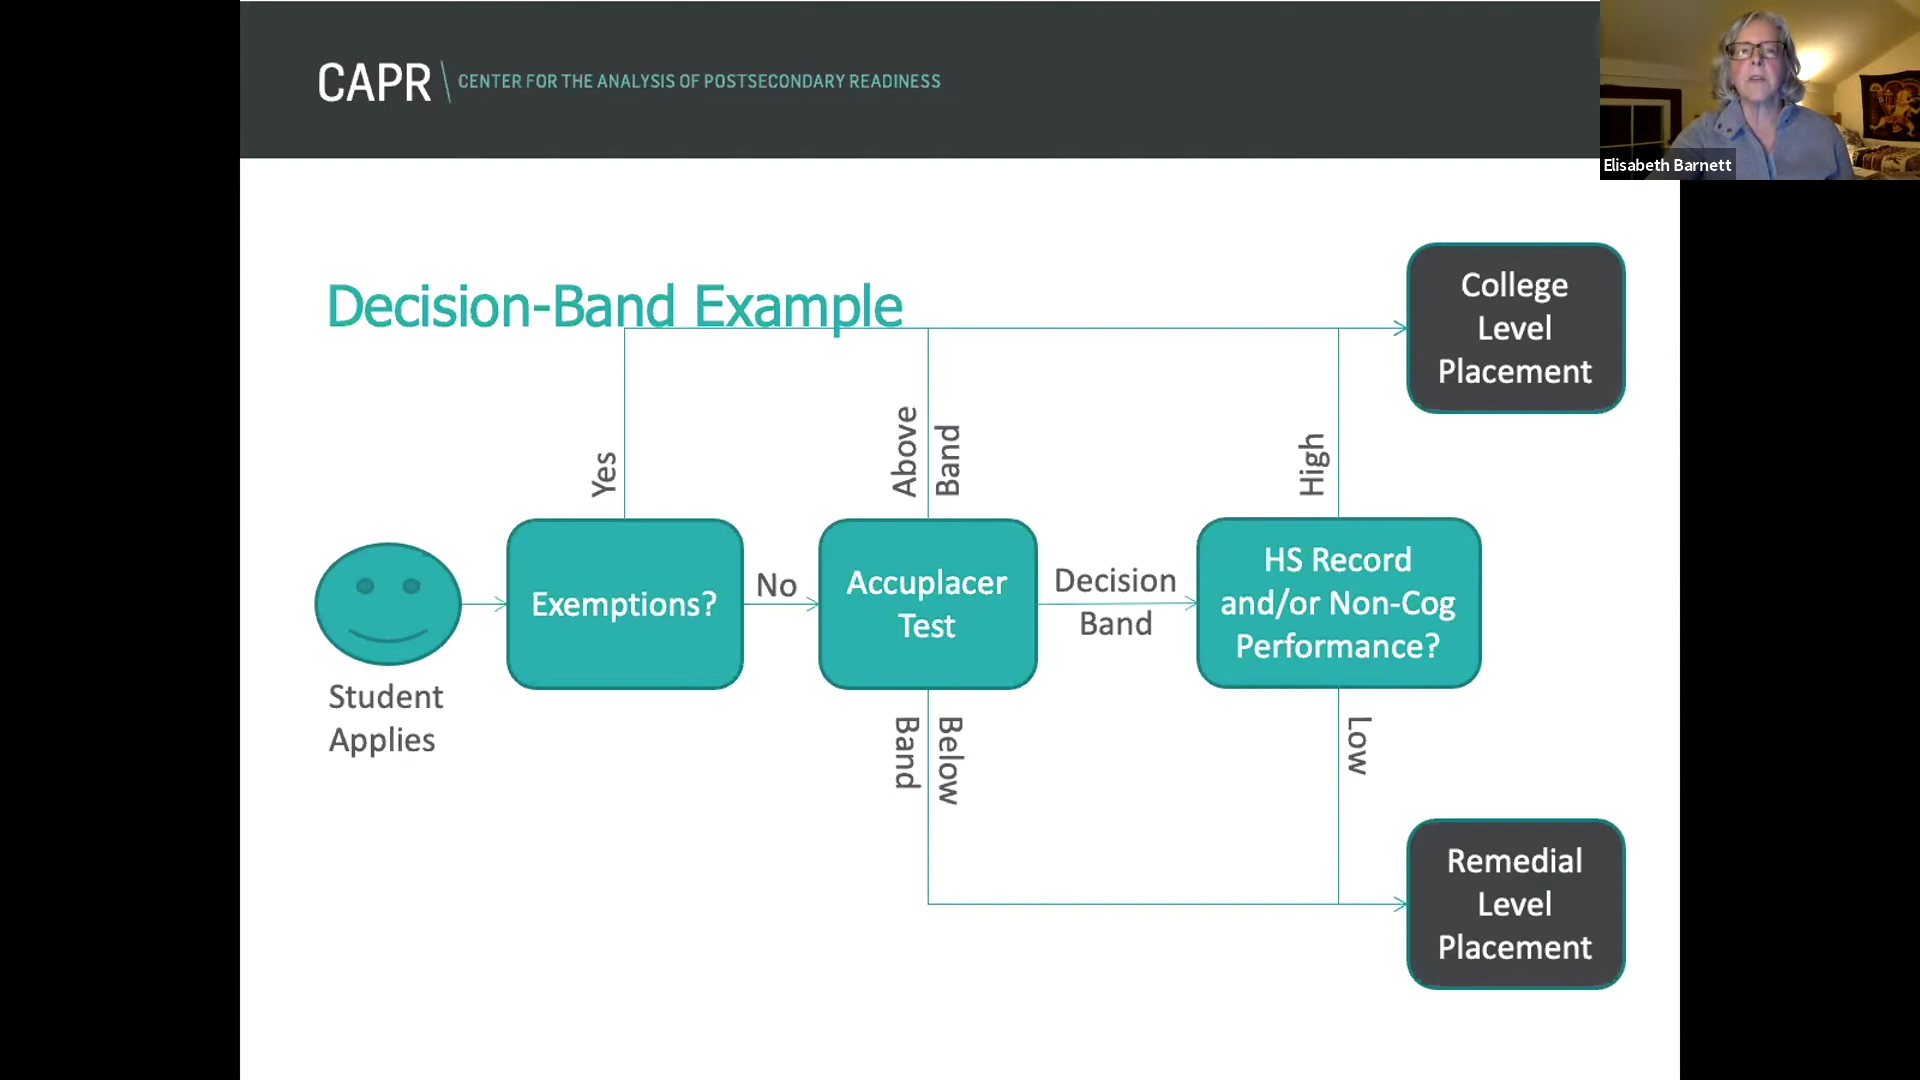 CAPR
CENTER FOR THE ANALYSIS OF POSTSECONDARY READINESS
Elisabeth Barnett
Decision-Band Example
College
Level
Placement
Yes
Above
Band
High
Student
Applies
Exemptions?
No
Accuplacer
Test
Decision
Band
HS Record
and/or Non-Cog
Performance?
Below
Band
Low
Remedial
Level
Placement